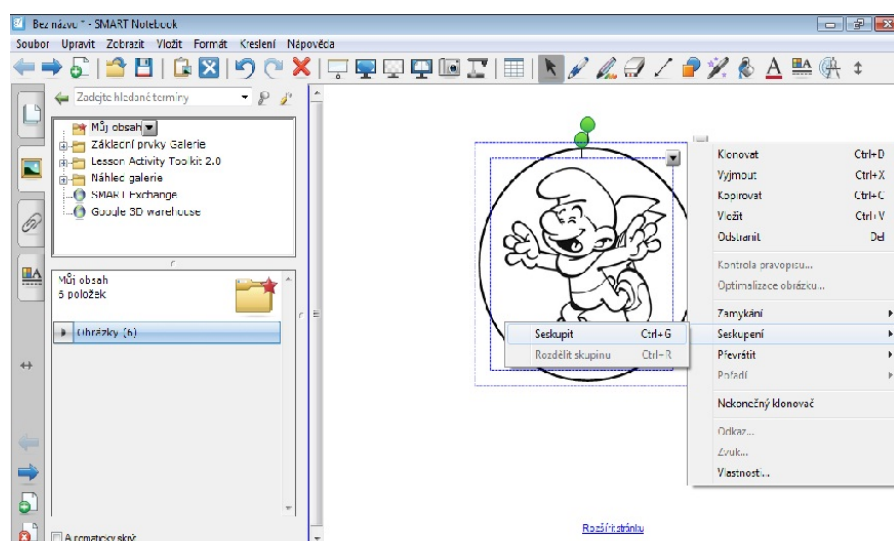 Bez názvu * - SMART Notebook
Soubor Upravit Zobrazit Vložit Formát Kreslení Nápověda
Zadejte hledané termíny
Můj obsah
Základní prvky Galerie
Lesson Activity Toolkit 2.0
Náhled galerie
SMART Exchange
Google 3D warehouse
Můj obsah
5 položek
Obrázky (6)
Automaticky skrýt
Klonovat Ctrl+D
Vyjmout Ctrl+X
Kopírovat Ctrl+C
Vložit Ctrl+V
Odstranit Del
Kontrola pravopisu...
Optimalizace obrázku...
Zamykání
Seskupení
Převrátit
Pořadí
Nekonečný klonovač
Odkaz...
Zvuk...
Vlastnosti...
Seskupit Ctrl+G
Rozdělit skupinu Ctrl+R
Rozšířit stránku